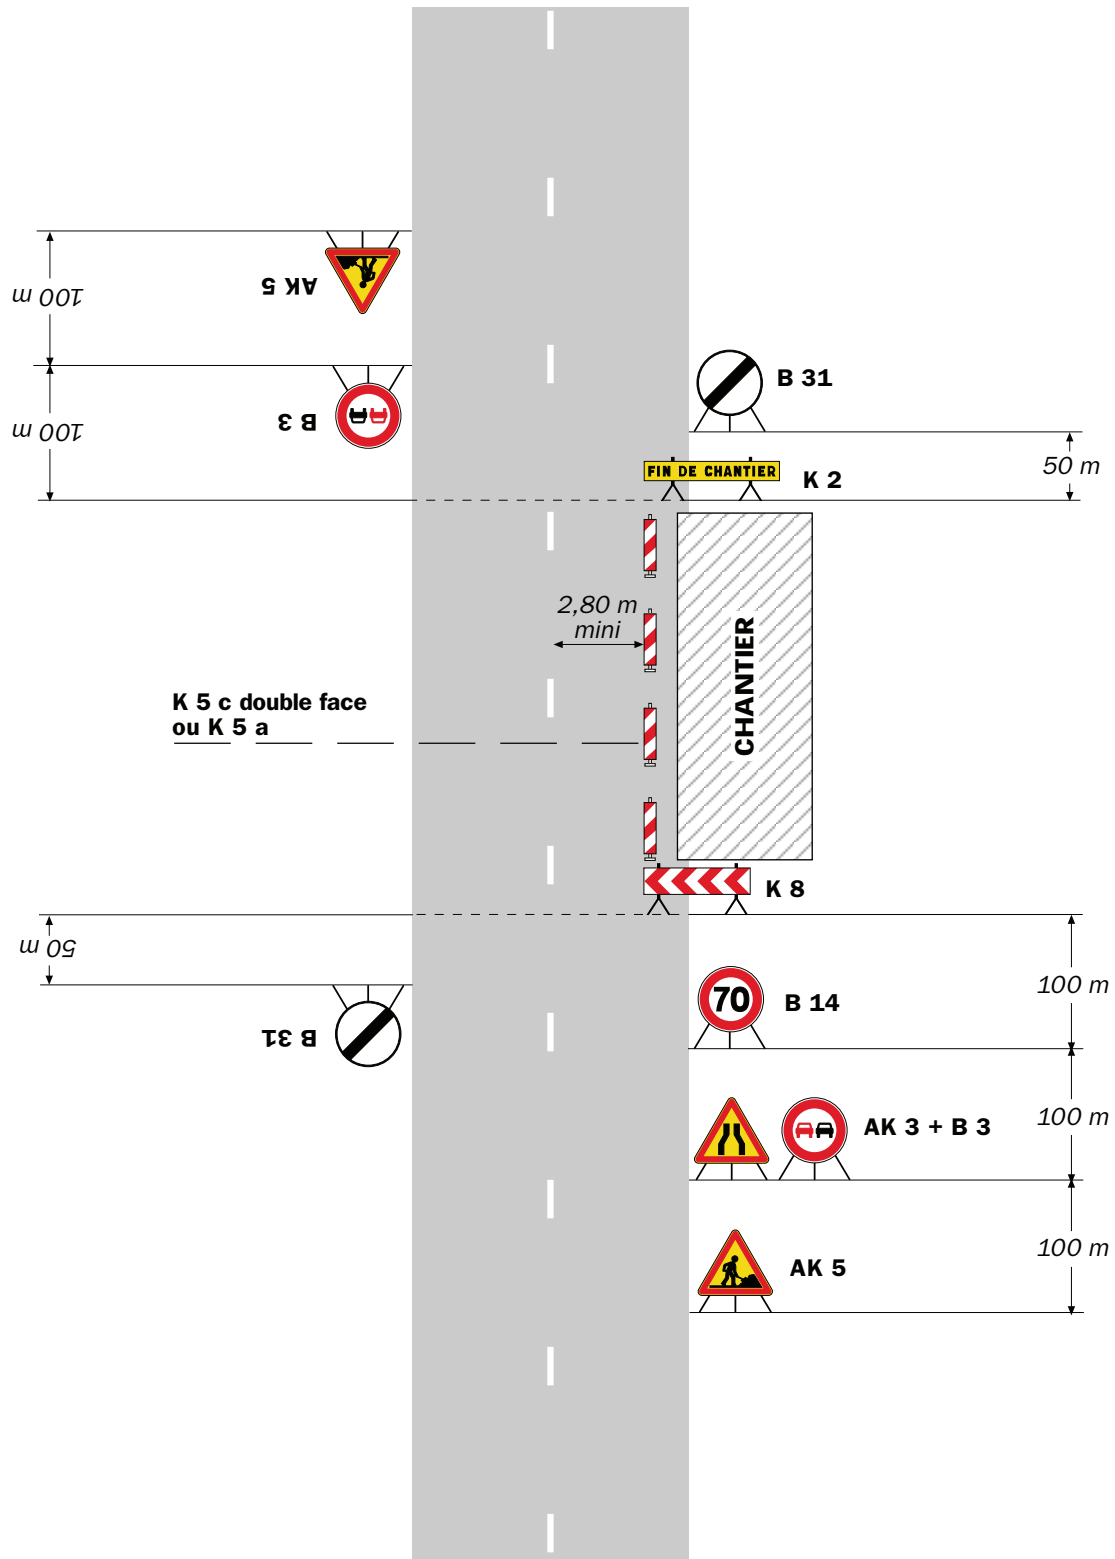 AK 5
100 m
B 31
B 3
100 m
50 m
FIN DE CHANTIER
K 2
2,80 m
mini
CHANTIER
K 5 c double face
ou K 5 a
K 8
50 m
70
B 14
100 m
B 31
AK 3 + B 3
100 m
AK 5
100 m